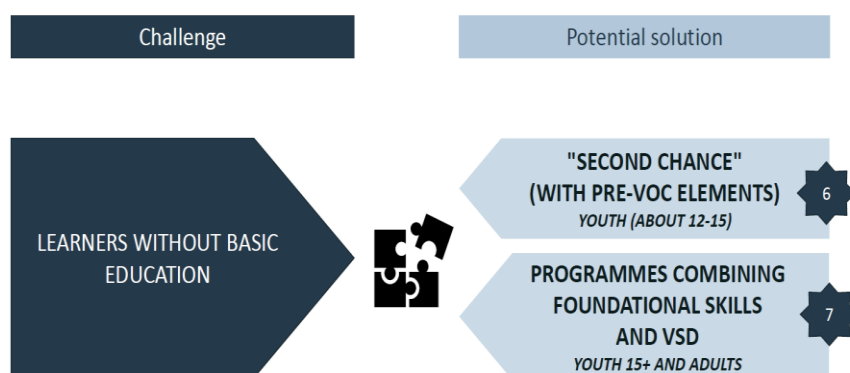 Challenge
Potential solution
LEARNERS WITHOUT BASIC
EDUCATION
"SECOND CHANCE"
(WITH PRE-VOC ELEMENTS)
YOUTH (ABOUT 12-15)
6
PROGRAMMES COMBINING
FOUNDATIONAL SKILLS
AND VSD
YOUTH 15+ AND ADULTS
7